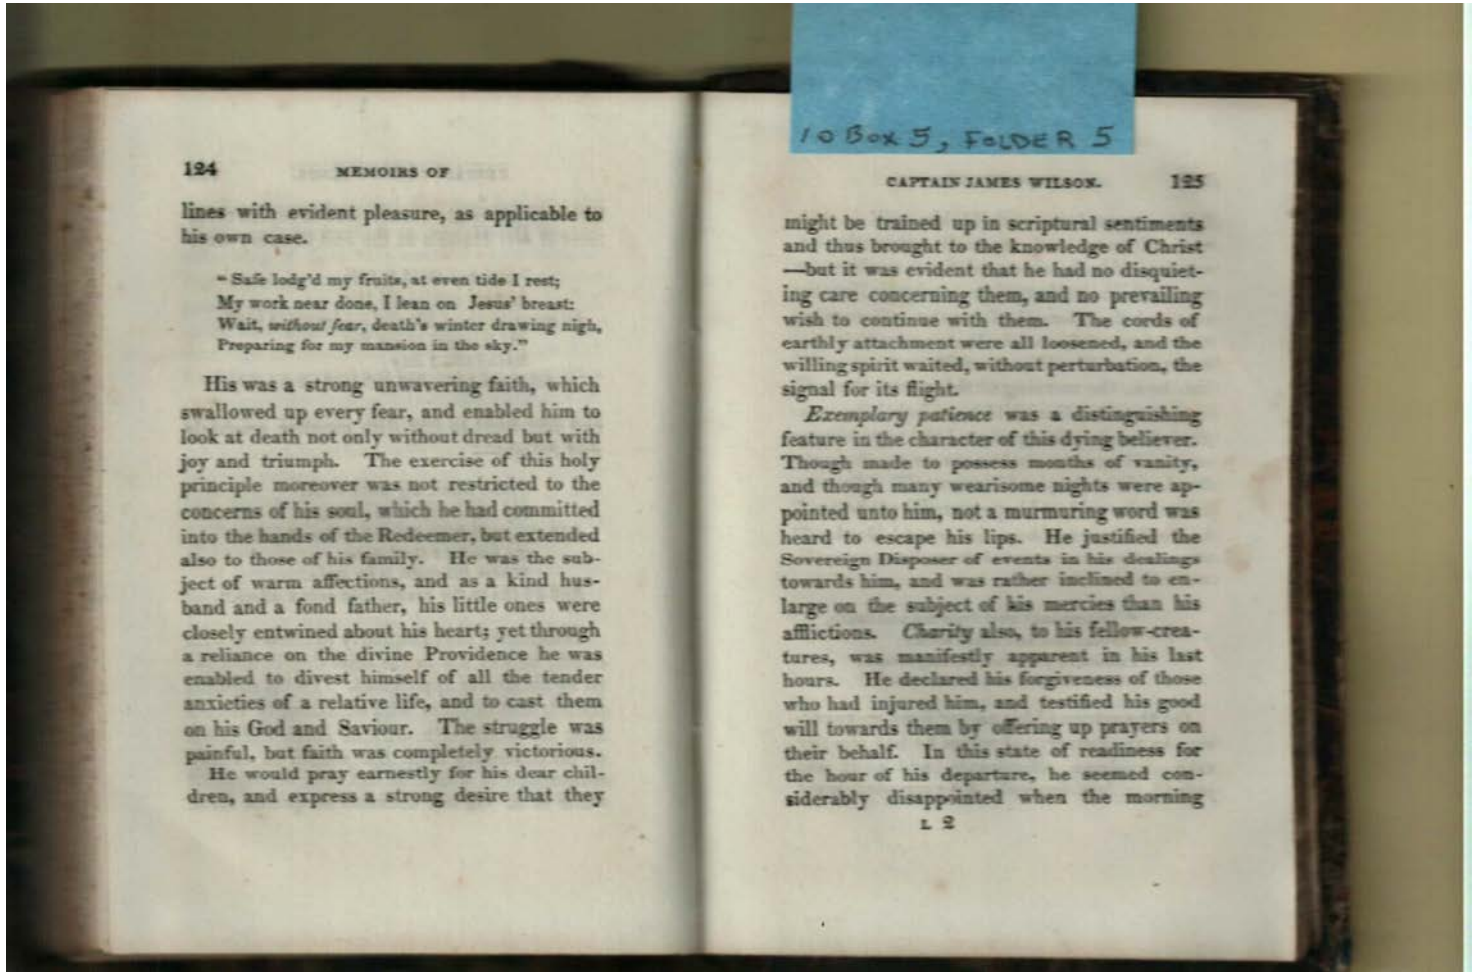 10 Box 5, FOLDER 5
124 MEMOIRS OF
lines with evident pleasure, as applicable to
his own case.
"Safe lodg'd my fruits, at even tide I rest;
My work near done, I lean on Jesus' breast:
Wait, without fear, death's winter drawing nigh,
Preparing for my mansion in the sky."
His was a strong unwavering faith, which
swallowed up every fear, and enabled him to
look at death not only without dread but with
joy and triumph. The exercise of this holy
principle moreover was not restricted to the
concerns of his soul, which he had committed
into the hands of the Redeemer, but extended
also to those of his family. He was the sub-
ject of warm affections, and as a kind hus-
band and a fond father, his little ones were
closely entwined about his heart; yet through
a reliance on the divine Providence he was
enabled to divest himself of all the tender
anxieties of a relative life, and to cast them
on his God and Saviour. The struggle was
painful, but faith was completely victorious.
He would pray earnestly for his dear chil-
dren, and express a strong desire that they
CAPTAIN JAMES WILSON. 125
might be trained up in scriptural sentiments
and thus brought to the knowledge of Christ
—but it was evident that he had no disquiet-
ing care concerning them, and no prevailing
wish to continue with them. The cords of
earthly attachment were all loosened, and the
willing spirit waited, without perturbation, the
signal for its flight.
Exemplary patience was a distinguishing
feature in the character of this dying believer.
Though made to possess months of vanity,
and though many wearisome nights were ap-
pointed unto him, not a murmuring word was
heard to escape his lips. He justified the
Sovereign Disposer of events in his dealings
towards him, and was rather inclined to en-
large on the subject of his mercies than his
afflictions. Charity also, to his fellow-crea-
tures, was manifestly apparent in his last
hours. He declared his forgiveness of those
who had injured him, and testified his good
will towards them by offering up prayers on
their behalf. In this state of readiness for
the hour of his departure, he seemed con-
siderably disappointed when the morning
L 2